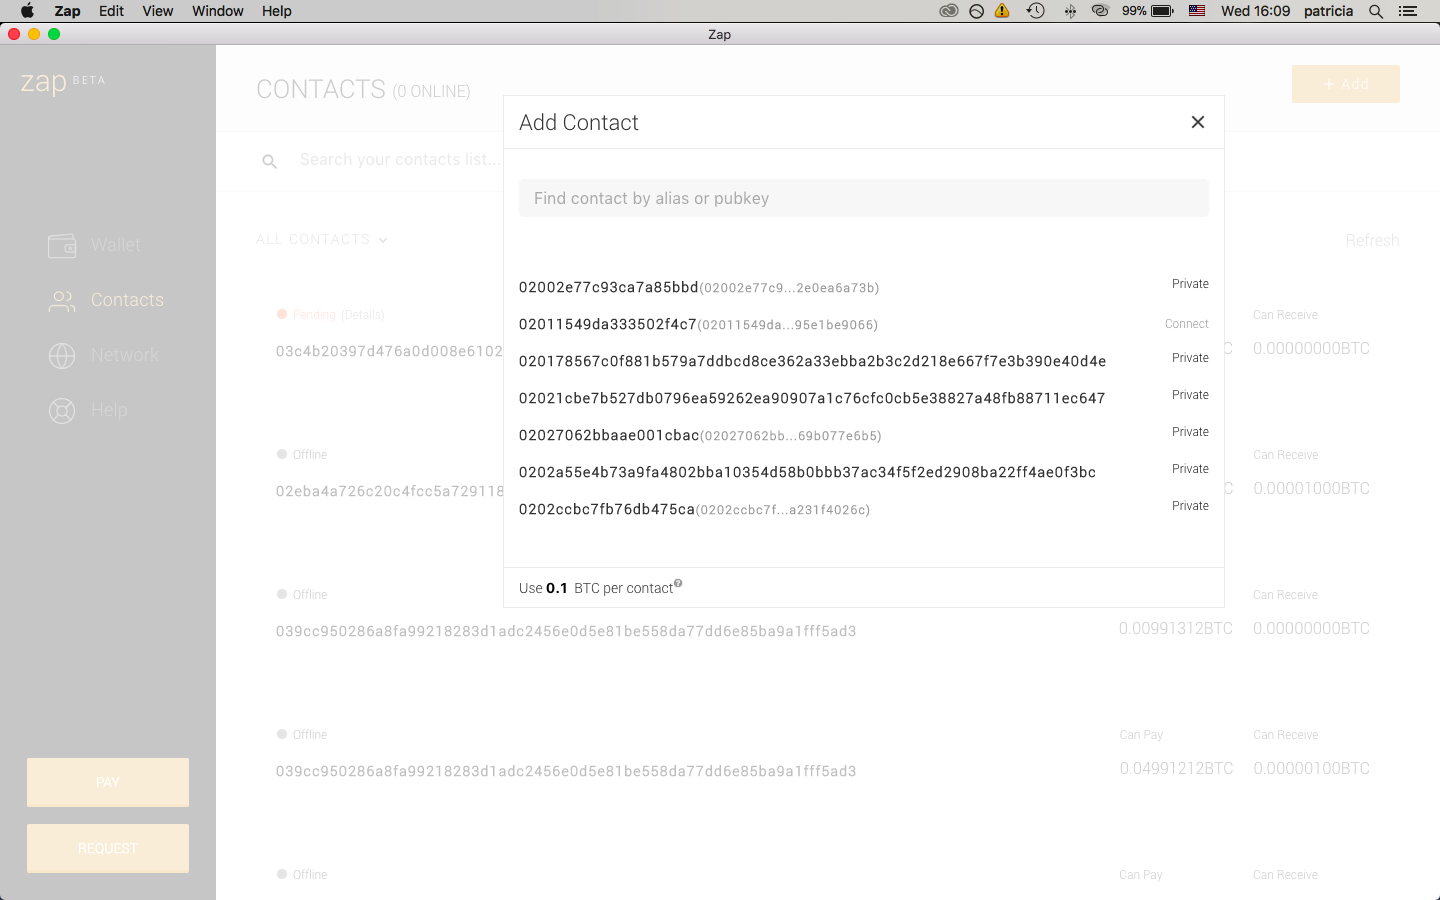 Zap Edit View Window Help 99% Wed 16:09 patricia
Zap
zap BETA
Wallet
Contacts
Network
Help
PAY
REQUEST
CONTACTS (0 ONLINE)
+ Add
Search your contacts list...
ALL CONTACTS
Refresh
Pending (Details)
Can Receive
03c4b20397d476a0d008e6102
C 0.00000000BTC
Offline
Can Receive
02eba4a726c20c4fcc5a729118
C 0.00001000BTC
Offline
Can Receive
039cc950286a8fa99218283d1adc2456e0d5e81be558da77dd6e85ba9a1fff5ad3
0.00991312BTC 0.00000000BTC
Offline
Can Pay Can Receive
039cc950286a8fa99218283d1adc2456e0d5e81be558da77dd6e85ba9a1fff5ad3
0.04991212BTC 0.00000100BTC
Offline
Can Pay Can Receive
Add Contact
Find contact by alias or pubkey
02002e77c93ca7a85bbd(02002e77c9...2e0ea6a73b) Private
02011549da333502f4c7(02011549da...95e1be9066) Connect
020178567c0f881b579a7ddbcd8ce362a33ebba2b3c2d218e667f7e3b390e40d4e Private
02021cbe7b527db0796ea59262ea90907a1c76cfc0cb5e38827a48fb88711ec647 Private
02027062bbaae001cbac(02027062bb...69b077e6b5) Private
0202a55e4b73a9fa4802bba10354d58b0bbb37ac34f5f2ed2908ba22ff4ae0f3bc Private
0202ccbc7fb76db475ca(0202ccbc7f...a231f4026c) Private
Use 0.1 BTC per contact?